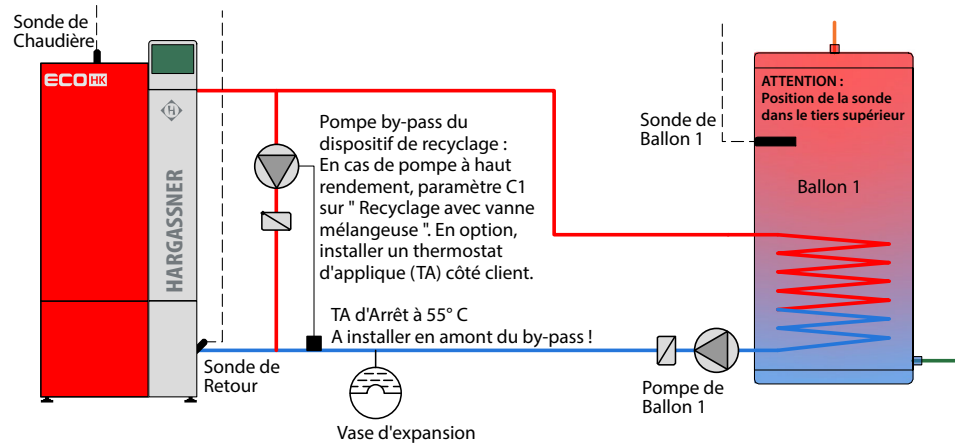 Sonde de
Chaudière
ECO HK
H
HARGASSNER
Pompe by-pass du
dispositif de recyclage :
En cas de pompe à haut
rendement, paramètre C1
sur " Recyclage avec vanne
mélangeuse ". En option,
installer un thermostat
d'applique (TA) côté client.
TA d'Arrêt à 55° C
A installer en amont du by-pass !
Sonde de
Retour
Vase d'expansion
Pompe de
Ballon 1
Sonde de
Ballon 1
ATTENTION :
Position de la sonde
dans le tiers supérieur
Ballon 1